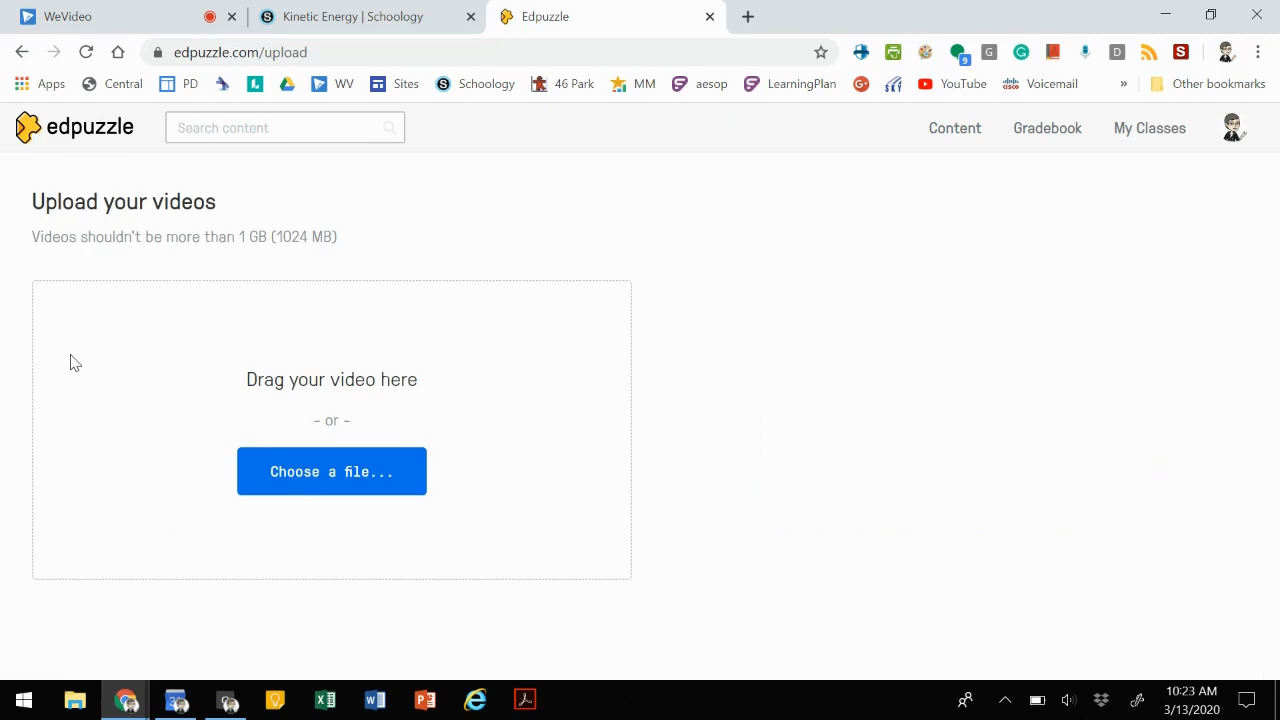 WeVideo
Kinetic Energy | Schoology
Edpuzzle
edpuzzle.com/upload
9
G
D
S
Apps
Central
PD
WV
Sites
Schoology
46 Park
MM
aesop
LearningPlan
YouTube
Voicemail
»
Other bookmarks
edpuzzle
Search content
Content
Gradebook
My Classes
Upload your videos
Videos shouldn't be more than 1 GB (1024 MB)
Drag your video here
- or -
Choose a file...
10:23 AM
3/13/2020